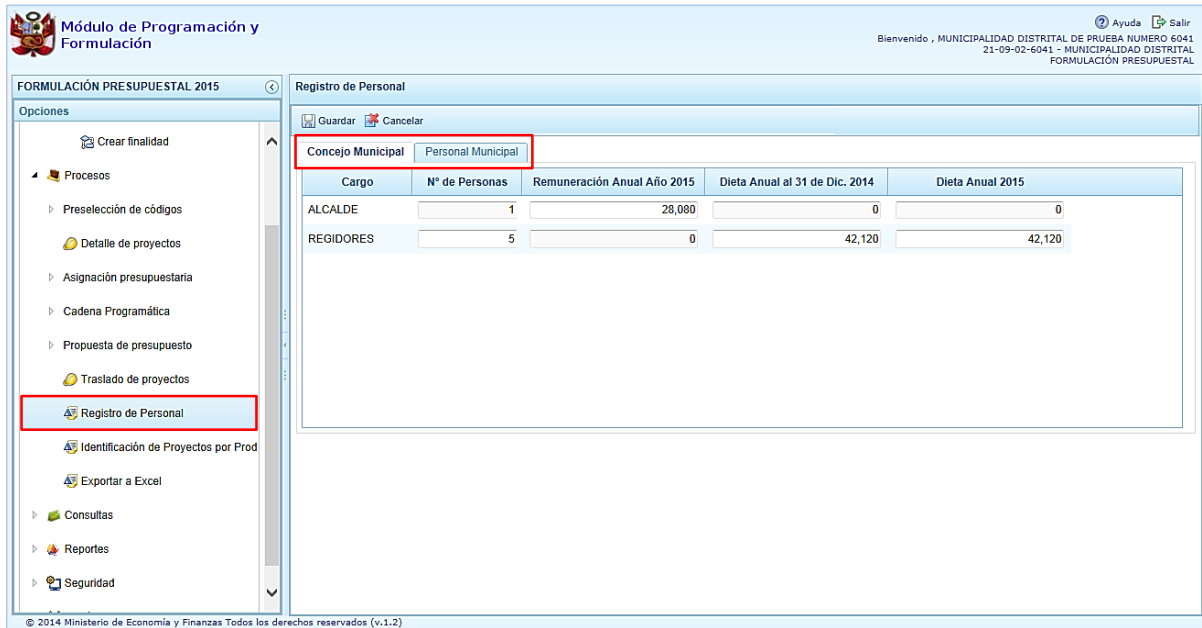 Módulo de Programación y
Formulación
Ayuda Salir
Bienvenido , MUNICIPALIDAD DISTRITAL DE PRUEBA NUMERO 6041
21-09-02-6041 - MUNICIPALIDAD DISTRITAL
FORMULACIÓN PRESUPUESTAL
FORMULACIÓN PRESUPUESTAL 2015
Opciones
Crear finalidad
Procesos
Preselección de códigos
Detalle de proyectos
Asignación presupuestaria
Cadena Programática
Propuesta de presupuesto
Traslado de proyectos
Registro de Personal
Identificación de Proyectos por Prod
Exportar a Excel
Consultas
Reportes
Seguridad
Registro de Personal
Guardar Cancelar
Concejo Municipal Personal Municipal
Cargo N° de Personas Remuneración Anual Año 2015 Dieta Anual al 31 de Dic. 2014 Dieta Anual 2015
ALCALDE 1 28,080 0 0
REGIDORES 5 0 42,120 42,120
© 2014 Ministerio de Economía y Finanzas Todos los derechos reservados (v.1.2)